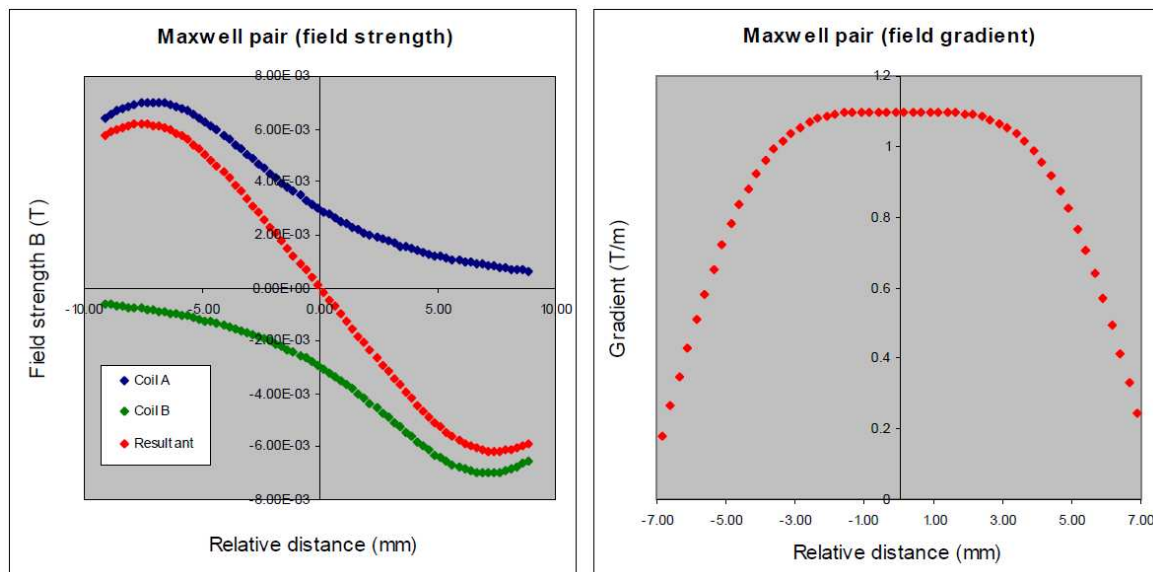 Maxwell pair (field strength)
8.00E-03
6.00E-03
4.00E-03
2.00E-03
0.00E+00
-10.00 -5.00 0.00 5.00 10.00
-2.00E-03
-4.00E-03
-6.00E-03
-8.00E-03
Field strength B (T)
Coil A
Coil B
Resultant
Relative distance (mm)
Maxwell pair (field gradient)
1.2
1
0.8
0.6
0.4
0.2
0
Gradient (T/m)
-7.00 -5.00 -3.00 -1.00 1.00 3.00 5.00 7.00
Relative distance (mm)